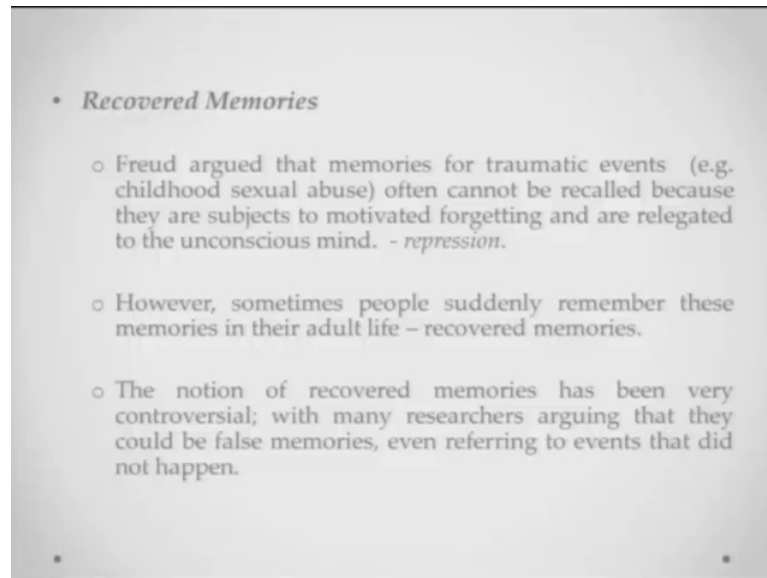 • Recovered Memories
o Freud argued that memories for traumatic events (e.g.
childhood sexual abuse) often cannot be recalled because
they are subjects to motivated forgetting and are relegated
to the unconscious mind. - repression.
o However, sometimes people suddenly remember these
memories in their adult life – recovered memories.
o The notion of recovered memories has been very
controversial; with many researchers arguing that they
could be false memories, even referring to events that did
not happen.